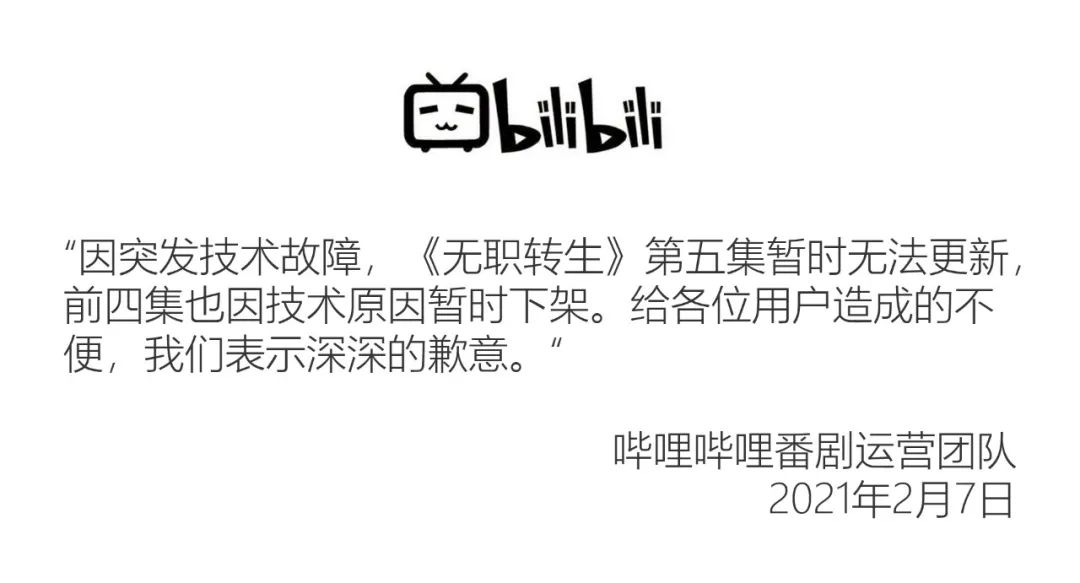 bilibili
“因突发技术故障，《无职转生》第五集暂时无法更新，
前四集也因技术原因暂时下架。给各位用户造成的不
便，我们表示深深的歉意。“
哔哩哔哩番剧运营团队
2021年2月7日